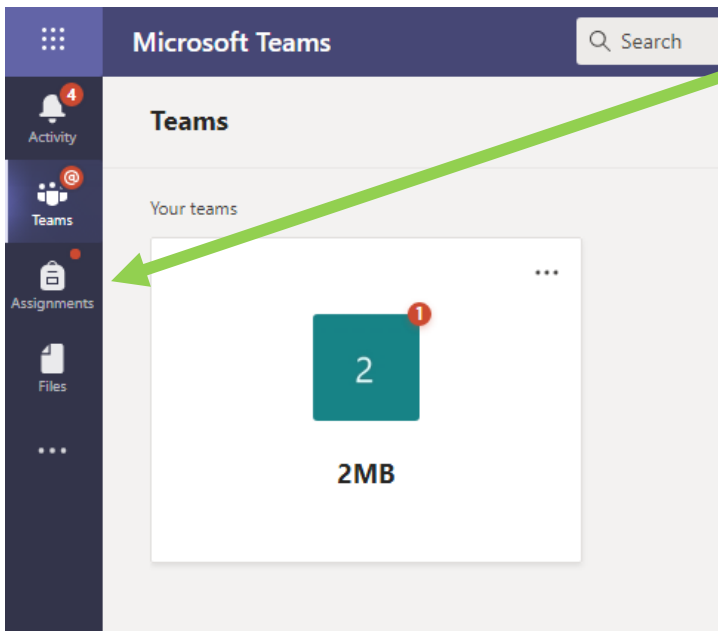 Microsoft Teams
Search
4
Activity
Teams
@
Teams
Your teams
Assignments
1
2
Files
2MB